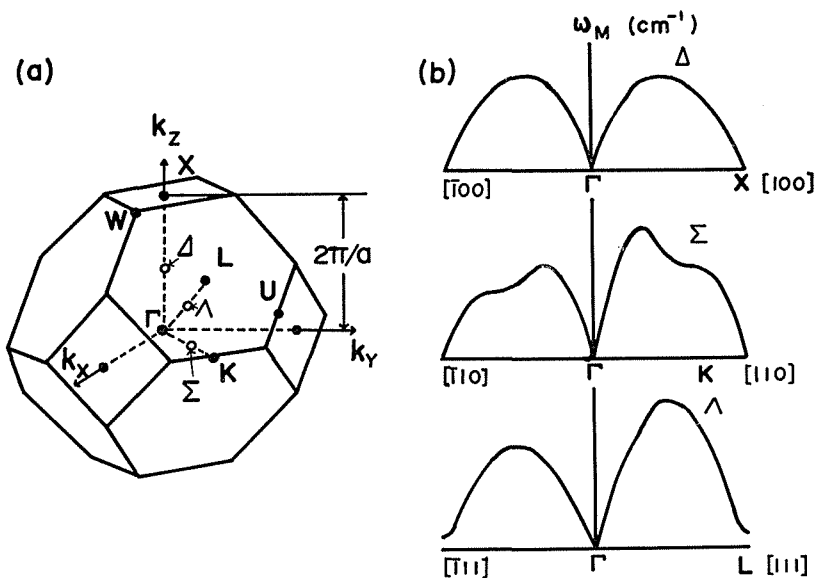 (a)
k_Z
X
W
Δ
L
2π/a
U
Γ
Λ
k_Y
k_X
Σ
K
(b)
ω_M (cm⁻¹)
Δ
[1̄00] Γ X [100]
Σ
[1̄10] Γ K [110]
Λ
[1̄11] Γ L [111]